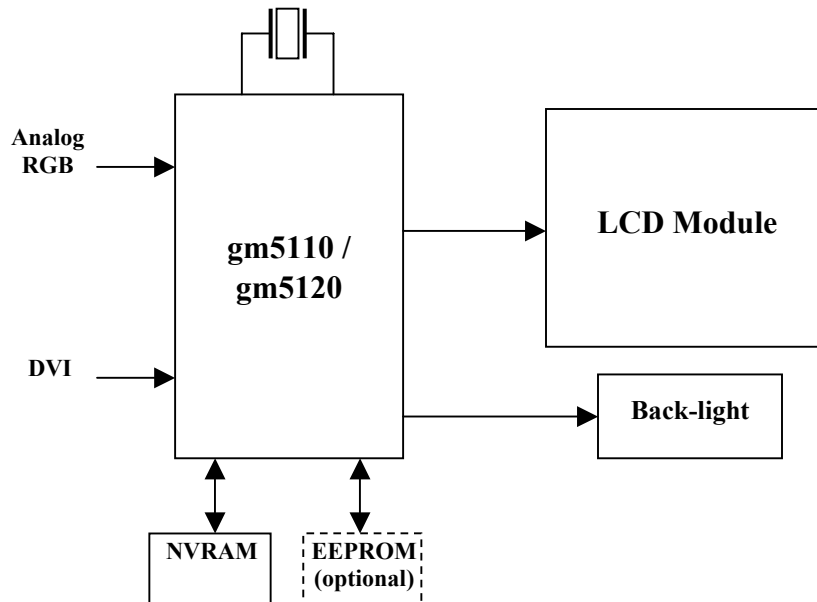 Analog
RGB
gm5110 /
gm5120
LCD Module
DVI
Back-light
NVRAM
EEPROM
(optional)